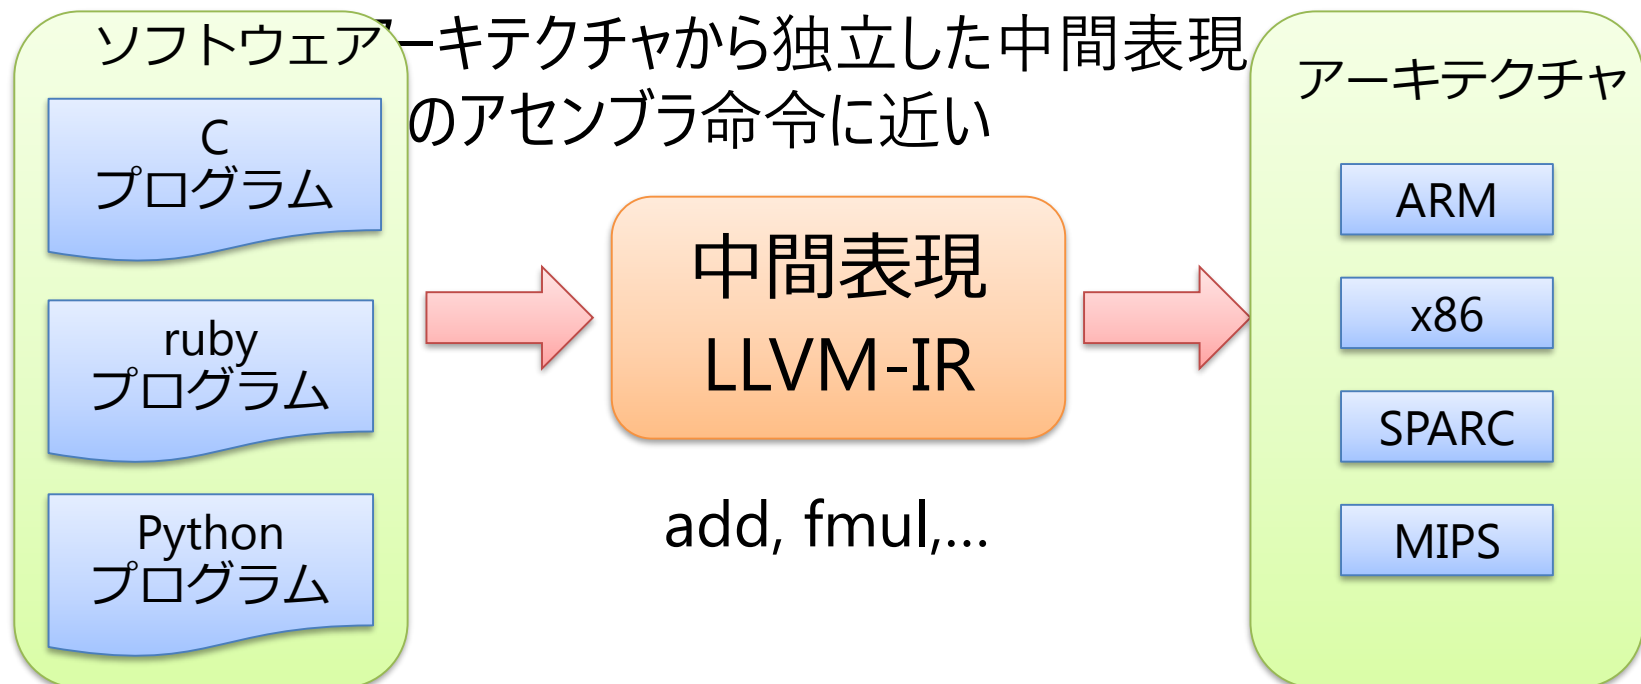 ソフトウェア
ーキテクチャから独立した中間表現
のアセンブラ命令に近い
C
プログラム
ruby
プログラム
Python
プログラム
中間表現
LLVM-IR
add, fmul,...
アーキテクチャ
ARM
x86
SPARC
MIPS